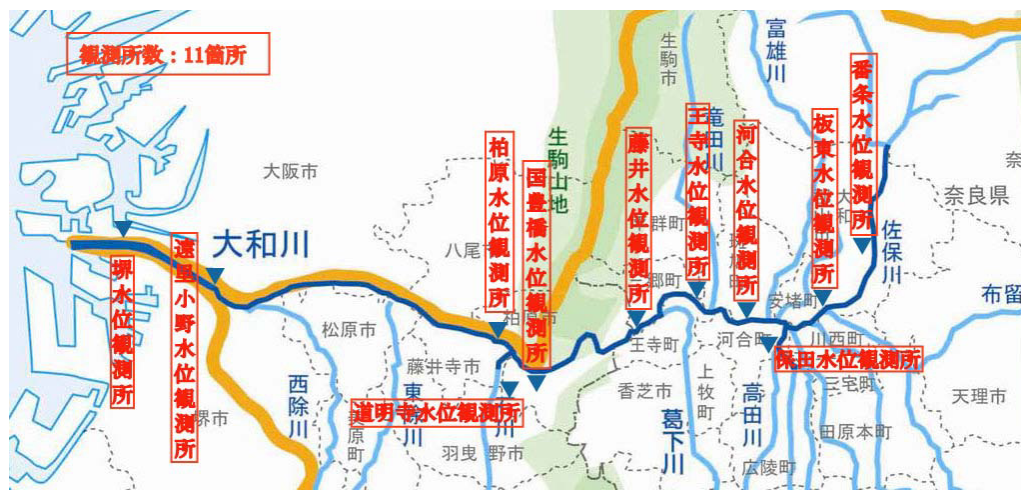 観測所数:11箇所
富雄川
生駒市
番条水位観測所
竜田川
王寺水位観測所
河合水位観測所
板東水位観測所
生駒山地
藤井水位観測所
柏原水位観測所
国豊橋水位観測所
大阪市
奈良県
大和川
佐保川
八尾市
堺水位観測所
遠里小野水位観測所
安堵町
布留
松原市
河合町
川西町
王寺町
保田水位観測所
藤井寺市
香芝市
上牧町
三宅町
天理市
西除川
東除川
道明寺水位観測所
高田川
葛下川
田原本町
美原町
羽曳野市
広陵町